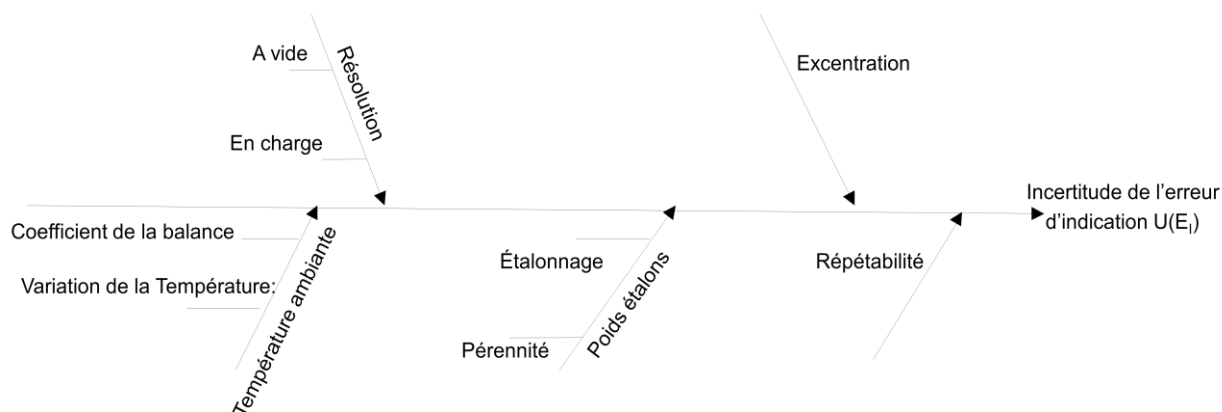 A vide
Résolution
En charge
Excentration
Incertitude de l’erreur
d’indication U(E_I)
Coefficient de la balance
Variation de la Température:
Température ambiante
Étalonnage
Pérennité
Poids étalons
Répétabilité